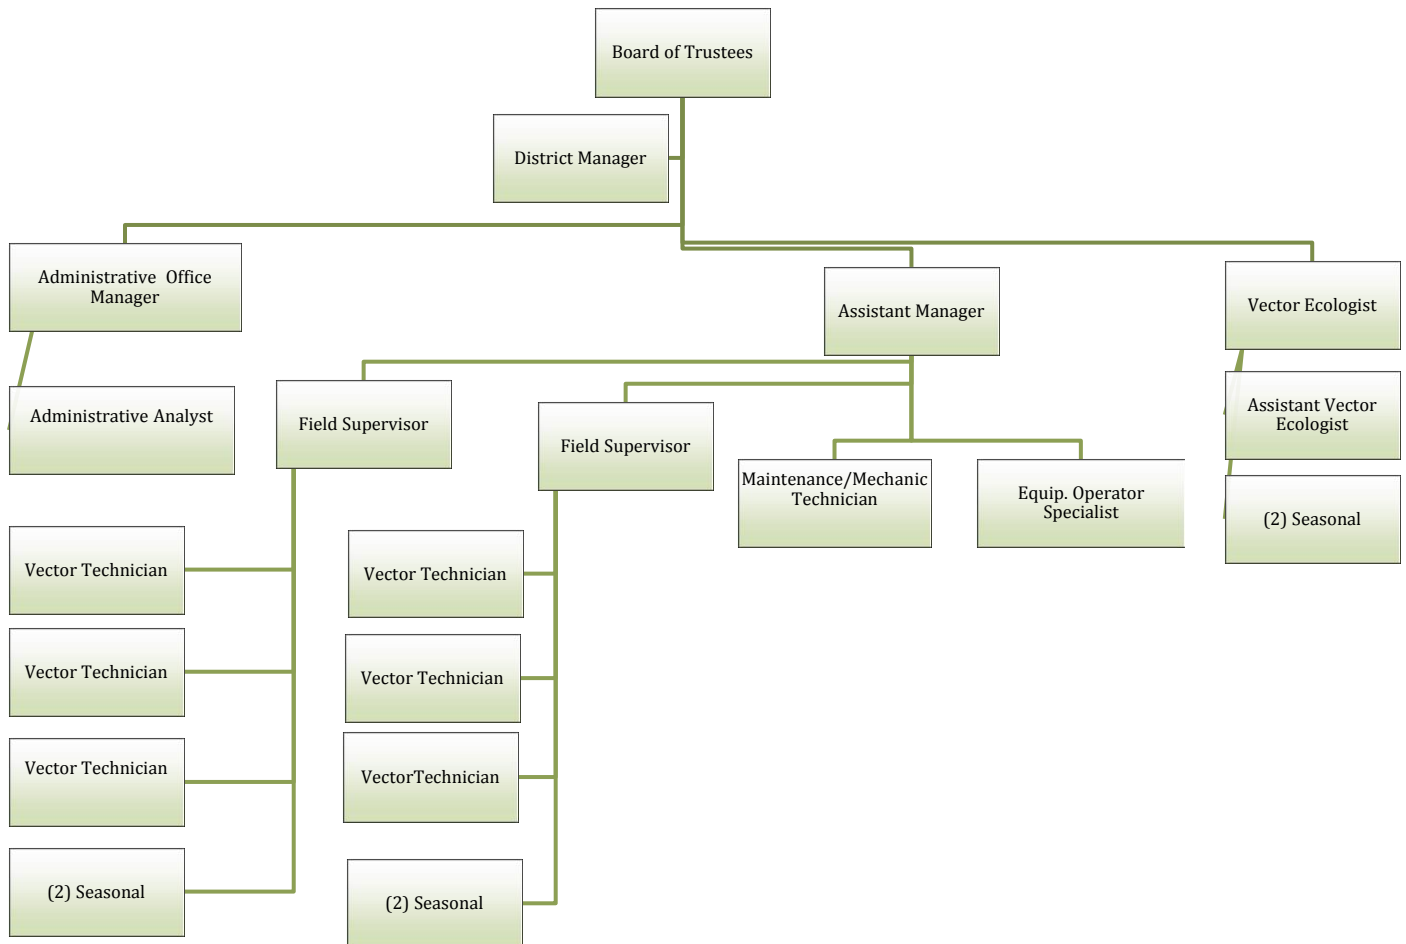 Board of Trustees
District Manager
Administrative  Office
Manager
Assistant Manager
Vector Ecologist
Administrative Analyst
Field Supervisor
Field Supervisor
Maintenance/Mechanic
Technician
Equip. Operator
Specialist
Assistant Vector
Ecologist
(2) Seasonal
Vector Technician
Vector Technician
Vector Technician
(2) Seasonal
Vector Technician
Vector Technician
VectorTechnician
(2) Seasonal